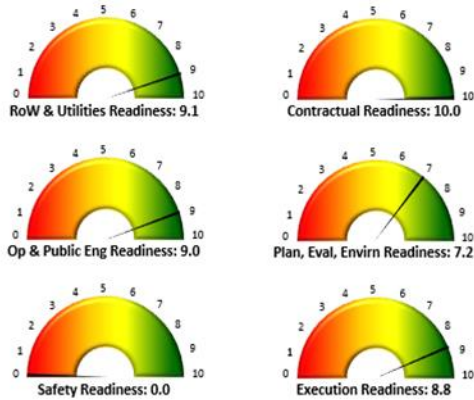 0 1 2 3 4 5 6 7 8 9 10
RoW & Utilities Readiness: 9.1
0 1 2 3 4 5 6 7 8 9 10
Contractual Readiness: 10.0
0 1 2 3 4 5 6 7 8 9 10
Op & Public Eng Readiness: 9.0
0 1 2 3 4 5 6 7 8 9 10
Plan, Eval, Envirn Readiness: 7.2
0 1 2 3 4 5 6 7 8 9 10
Safety Readiness: 0.0
0 1 2 3 4 5 6 7 8 9 10
Execution Readiness: 8.8